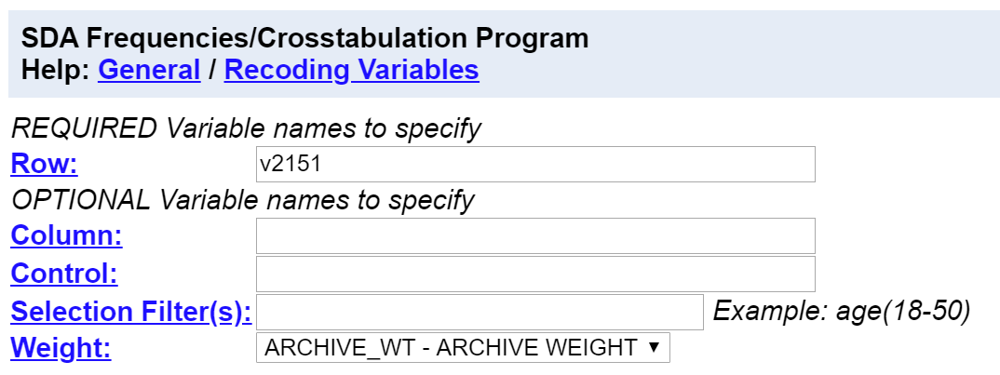 SDA Frequencies/Crosstabulation Program
Help: General / Recoding Variables
REQUIRED Variable names to specify
Row: v2151
OPTIONAL Variable names to specify
Column:
Control:
Selection Filter(s): Example: age(18-50)
Weight: ARCHIVE_WT - ARCHIVE WEIGHT ▼